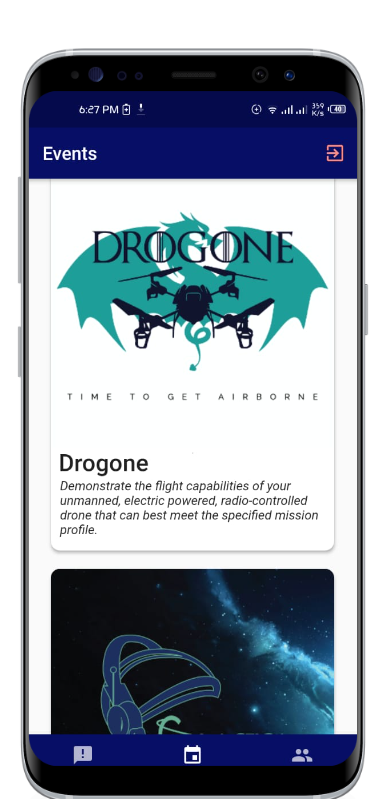 6:27 PM
359
K/s
40
Events
DROGONE
TIME TO GET AIRBORNE
Drogone
Demonstrate the flight capabilities of your
unmanned, electric powered, radio-controlled
drone that can best meet the specified mission
profile.